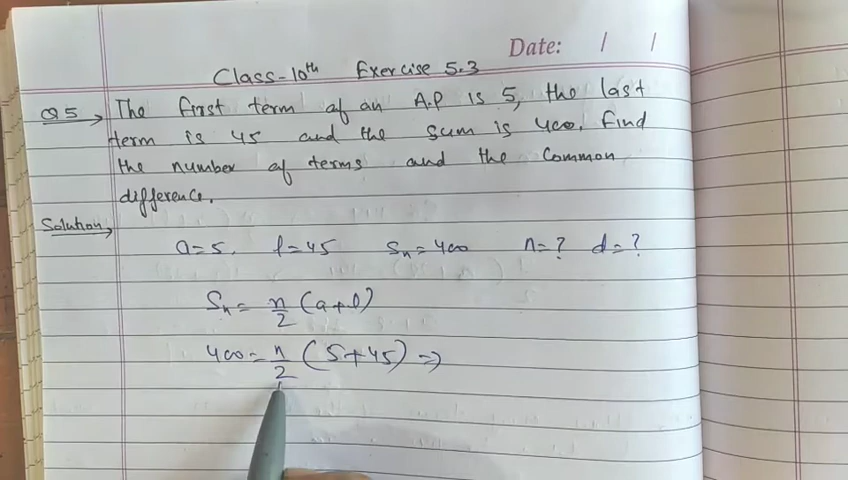 Date: / /
Class-10th Exercise 5.3
Q5 → The first term of an A.P is 5, the last
term is 45 and the sum is 400. Find
the number of terms and the common
difference.
Solution,
a=5, l=45 Sn=400 n=? d=?
Sn = n/2 (a+l)
400 = n/2 (5+45) ⇒